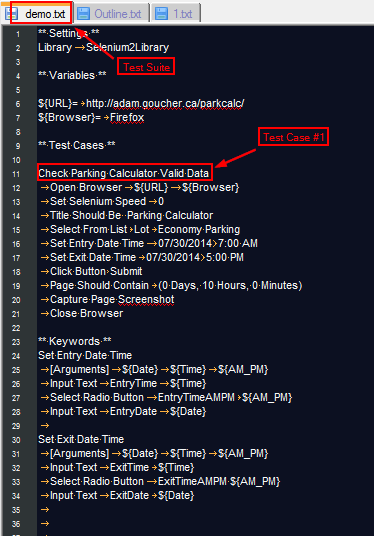 demo.txt Outline.txt 1.txt
Test Suite
1 ** Settings **
2 Library →Selenium2Library
3
4 ** Variables **
5
6 ${URL}= →http://adam.goucher.ca/parkcalc/
7 ${Browser}= →Firefox
8
9 ** Test Cases **
Test Case #1
10
11 Check Parking Calculator Valid Data
12 →Open Browser →${URL} →${Browser}
13 →Set Selenium Speed →0
14 →Title Should Be Parking Calculator
15 →Select From List→Lot →Economy Parking
16 →Set Entry Date Time →07/30/2014→7:00 AM
17 →Set Exit Date Time →07/30/2014→5:00 PM
18 →Click Button→Submit
19 →Page Should Contain →(0 Days, 10 Hours, 0 Minutes)
20 →Capture Page Screenshot
21 →Close Browser
22
23 ** Keywords **
24 Set Entry Date Time
25 →[Arguments] →${Date} →${Time} →${AM_PM}
26 →Input Text →EntryTime →${Time}
27 →Select Radio Button →EntryTimeAMPM→${AM_PM}
28 →Input Text →EntryDate →${Date}
29 →
30 Set Exit Date Time
31 →[Arguments] →${Date} →${Time} →${AM_PM}
32 →Input Text →ExitTime →${Time}
33 →Select Radio Button →ExitTimeAMPM ${AM_PM}
34 →Input Text →ExitDate →${Date}
35 →
36 →
37